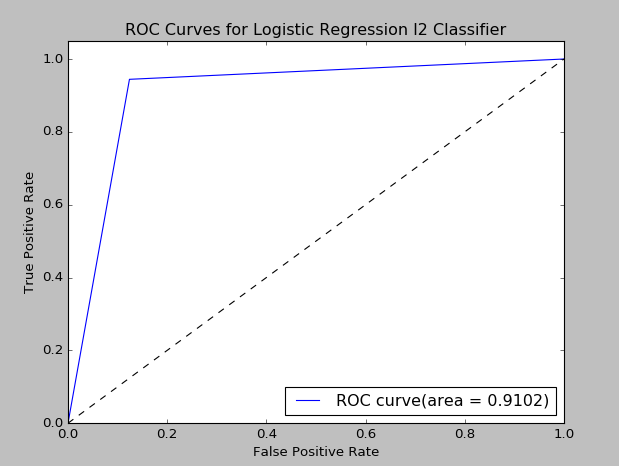 ROC Curves for Logistic Regression l2 Classifier
1.0
0.8
0.6
0.4
0.2
0.0
True Positive Rate
ROC curve(area = 0.9102)
0.0 0.2 0.4 0.6 0.8 1.0
False Positive Rate